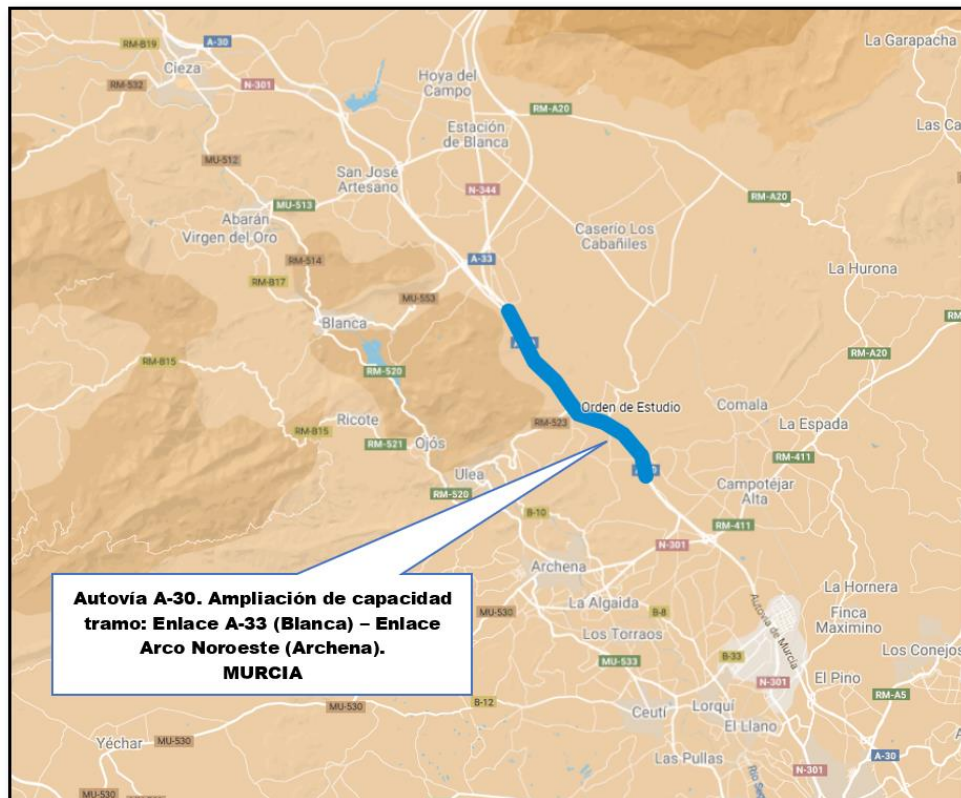 RM-B19
A-30
La Garapacha
Cieza
RM-532
N-301
Hoya del
Campo
RM-A20
Estación
de Blanca
MU-512
San José
Artesano
N-344
RM-A20
MU-513
Abarán
Virgen del Oro
Caserío Los
Cabañiles
RM-514
A-33
La Hurona
RM-B17
MU-553
Blanca
RM-B15
RM-520
RM-A20
Orden de Estudio
Comala
Ricote
RM-B15
RM-523
La Espada
RM-521
Ojós
RM-411
Ulea
Campotéjar
Alta
RM-520
B-10
RM-411
N-301
Archena
Autovía A-30. Ampliación de capacidad
tramo: Enlace A-33 (Blanca) – Enlace
Arco Noroeste (Archena).
MURCIA
La Hornera
MU-530
La Algaida
B-8
Autovía de Murcia
Finca
Maximino
Los Torraos
MU-533
B-33
Los Conejos
N-301
El Pino
RM-A5
MU-530
B-12
Ceutí
Lorquí
El Llano
Yéchar
MU-530
Las Pullas
A-30
N-301
MU-530